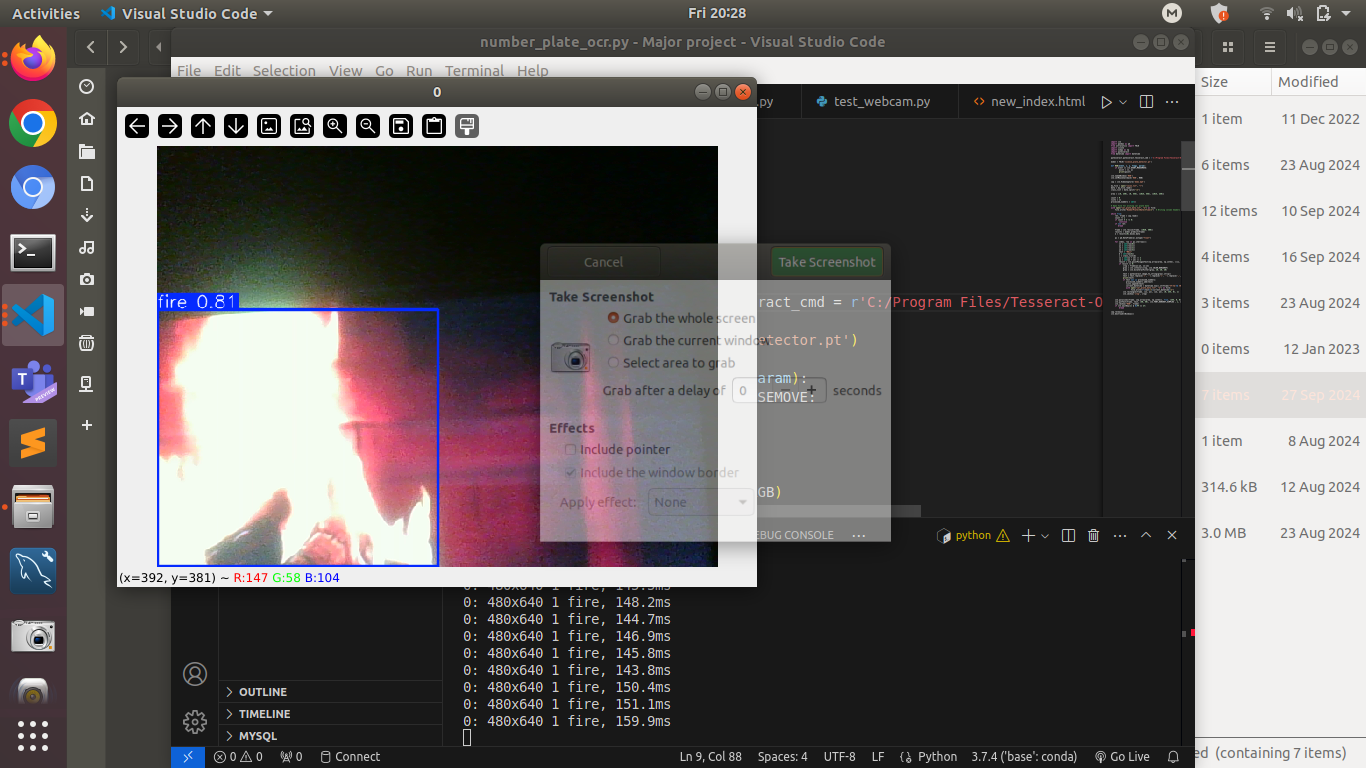 Activities
Visual Studio Code
Fri 20:28
number_plate_ocr.py - Major project - Visual Studio Code
File Edit Selection View Go Run Terminal Help
0
.py
test_webcam.py
new_index.html
fire 0.81
(x=392, y=381) ~ R:147 G:58 B:104
Cancel
Take Screenshot
Take Screenshot
Grab the whole screen
Grab the current window
Select area to grab
Grab after a delay of 0 - + seconds
Effects
Include pointer
Include the window border
Apply effect: None
ract_cmd = r'C:/Program Files/Tesseract-O
tector.pt')
aram):
SEMOVE:
GB)
EBUG CONSOLE
python
0: 480x640 1 fire, 148.2ms
0: 480x640 1 fire, 144.7ms
0: 480x640 1 fire, 146.9ms
0: 480x640 1 fire, 145.8ms
0: 480x640 1 fire, 143.8ms
0: 480x640 1 fire, 150.4ms
0: 480x640 1 fire, 151.1ms
0: 480x640 1 fire, 159.9ms
OUTLINE
TIMELINE
MYSQL
0 0 0 Connect
Ln 9, Col 88 Spaces: 4 UTF-8 LF Python 3.7.4 ('base': conda) Go Live
Size Modified
1 item 11 Dec 2022
6 items 23 Aug 2024
12 items 10 Sep 2024
4 items 16 Sep 2024
3 items 23 Aug 2024
0 items 12 Jan 2023
7 items 27 Sep 2024
1 item 8 Aug 2024
314.6 kB 12 Aug 2024
3.0 MB 23 Aug 2024
ed (containing 7 items)